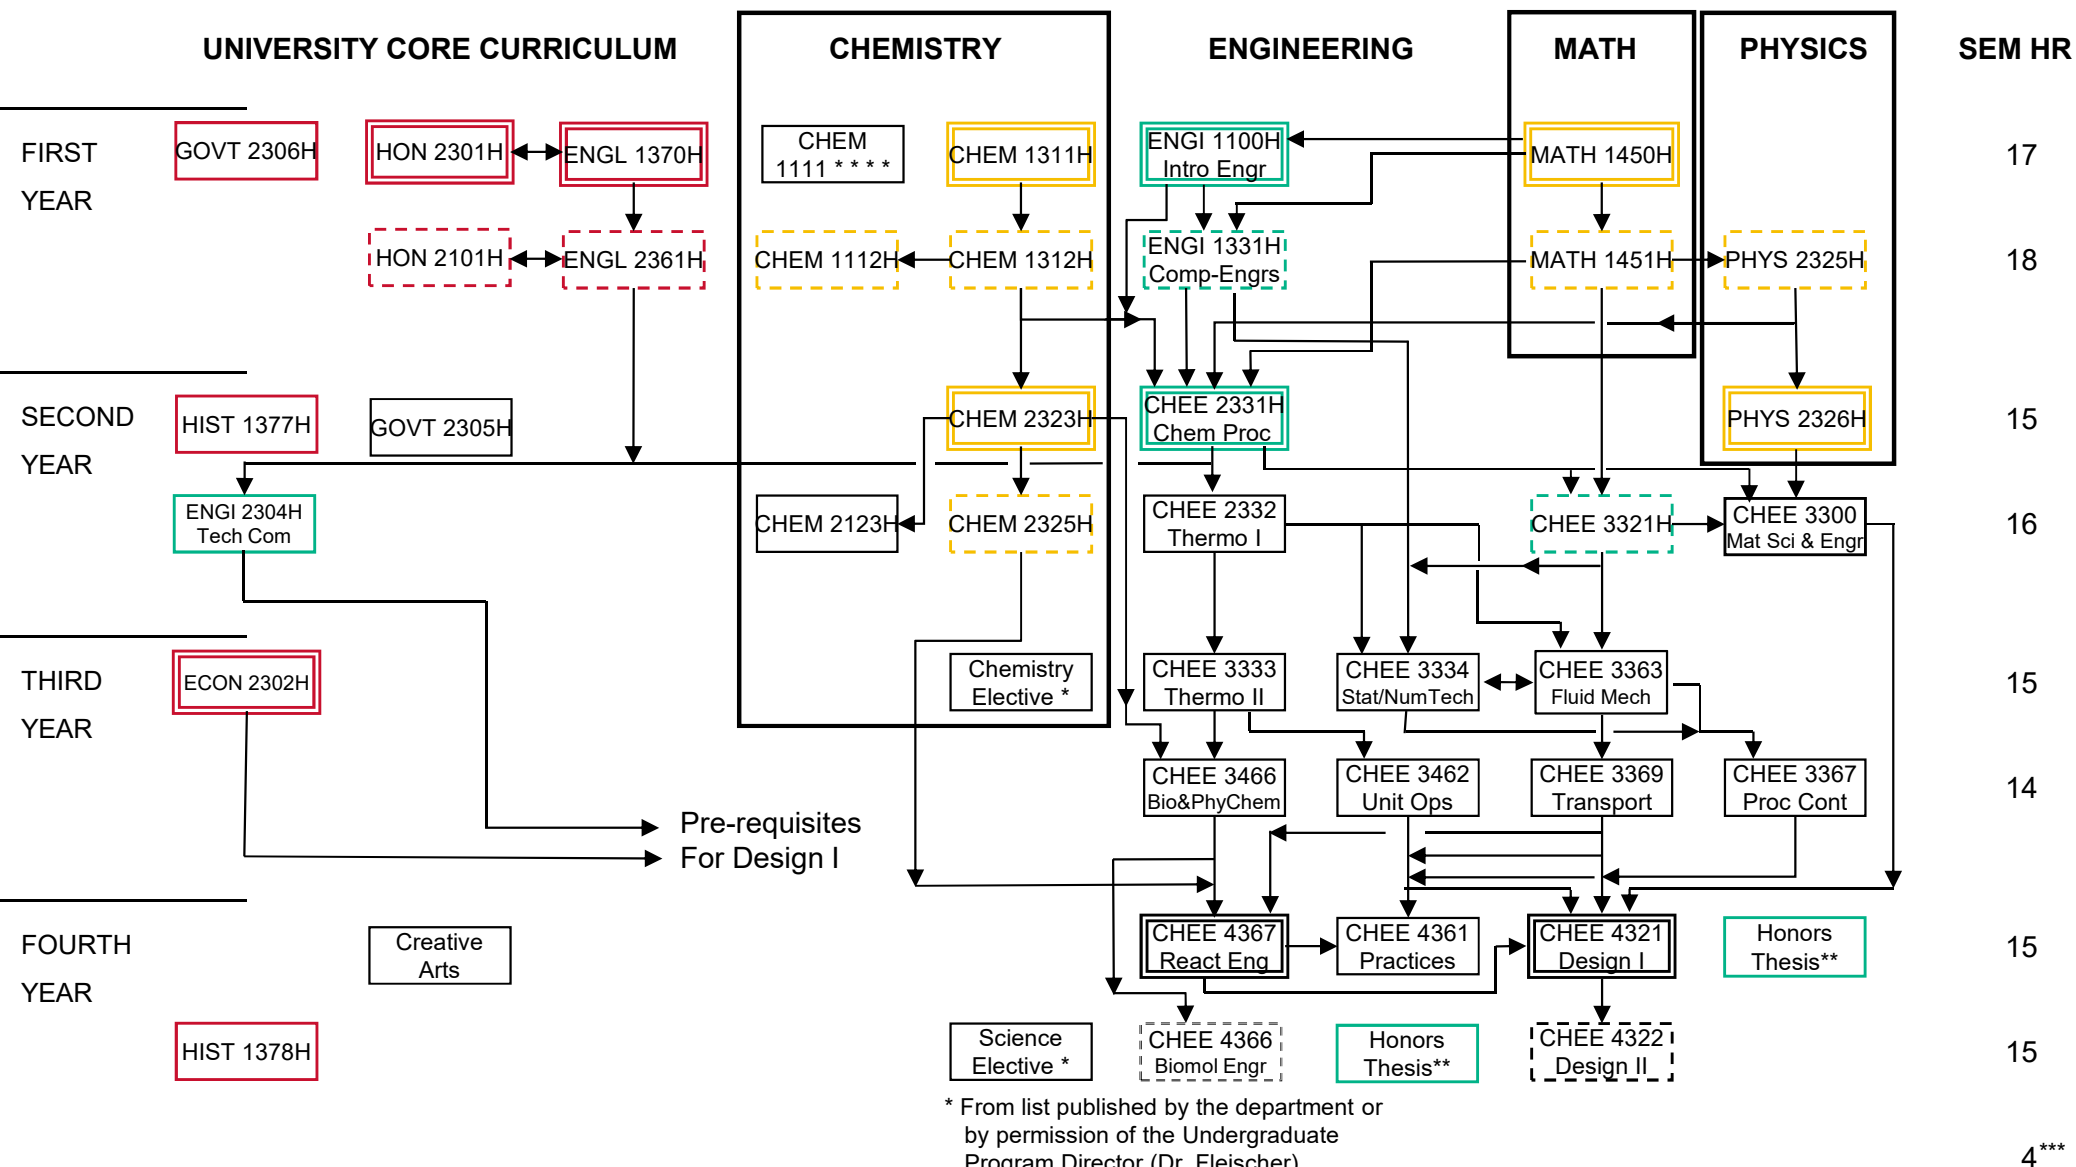 UNIVERSITY CORE CURRICULUM CHEMISTRY ENGINEERING MATH PHYSICS SEM HR
FIRST
YEAR
GOVT 2306H
HON 2301H
ENGL 1370H
CHEM
1111 * * * *
CHEM 1311H
ENGI 1100H
Intro Engr
MATH 1450H
17
HON 2101H
ENGL 2361H
CHEM 1112H
CHEM 1312H
ENGI 1331H
Comp-Engrs
MATH 1451H
PHYS 2325H
18
SECOND
YEAR
HIST 1377H
GOVT 2305H
CHEM 2323H
CHEE 2331H
Chem Proc
PHYS 2326H
15
ENGI 2304H
Tech Com
CHEM 2123H
CHEM 2325H
CHEE 2332
Thermo I
CHEE 3321H
CHEE 3300
Mat Sci & Engr
16
THIRD
YEAR
ECON 2302H
Chemistry
Elective *
CHEE 3333
Thermo II
CHEE 3334
Stat/NumTech
CHEE 3363
Fluid Mech
15
Pre-requisites
For Design I
CHEE 3466
Bio&PhyChem
CHEE 3462
Unit Ops
CHEE 3369
Transport
CHEE 3367
Proc Cont
14
FOURTH
YEAR
Creative
Arts
CHEE 4367
React Eng
CHEE 4361
Practices
CHEE 4321
Design I
Honors
Thesis**
15
HIST 1378H
Science
Elective *
CHEE 4366
Biomol Engr
Honors
Thesis**
CHEE 4322
Design II
15
* From list published by the department or
by permission of the Undergraduate
Program Director (Dr. Fleischer)
4***